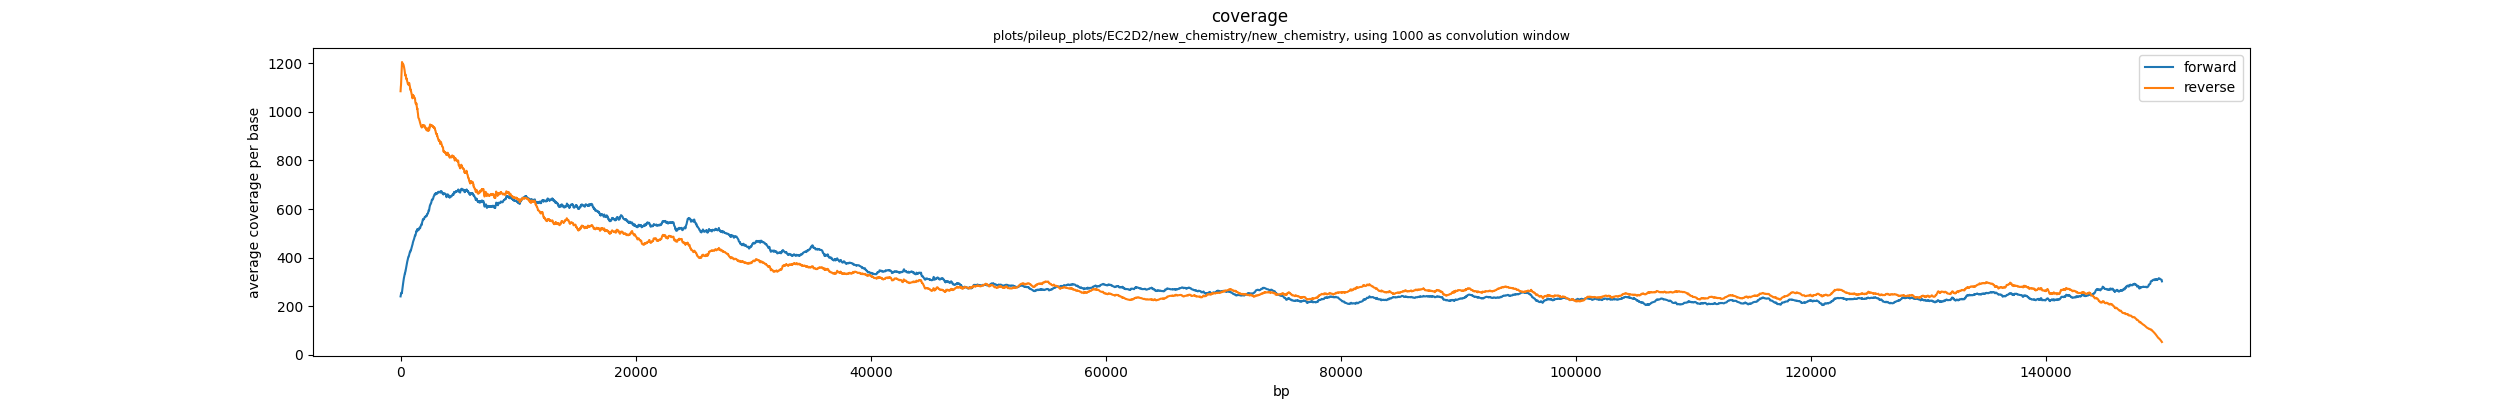 coverage
plots/pileup_plots/EC2D2/new_chemistry/new_chemistry, using 1000 as convolution window
forward
reverse
average coverage per base
1200
1000
800
600
400
200
0
0 20000 40000 60000 80000 100000 120000 140000
bp